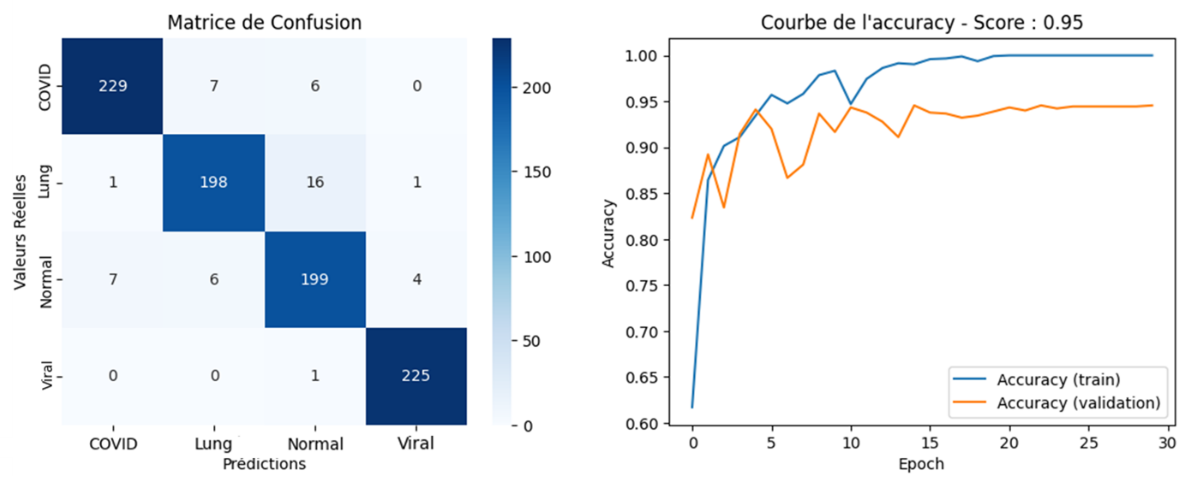 Matrice de Confusion
COVID
Lung
Normal
Viral
Valeurs Réelles
229 7 6 0
1 198 16 1
7 6 199 4
0 0 1 225
COVID Lung Normal Viral
Prédictions
200
150
100
50
0
Courbe de l'accuracy - Score : 0.95
1.00
0.95
0.90
0.85
0.80
0.75
0.70
0.65
0.60
Accuracy
Accuracy (train)
Accuracy (validation)
0 5 10 15 20 25 30
Epoch